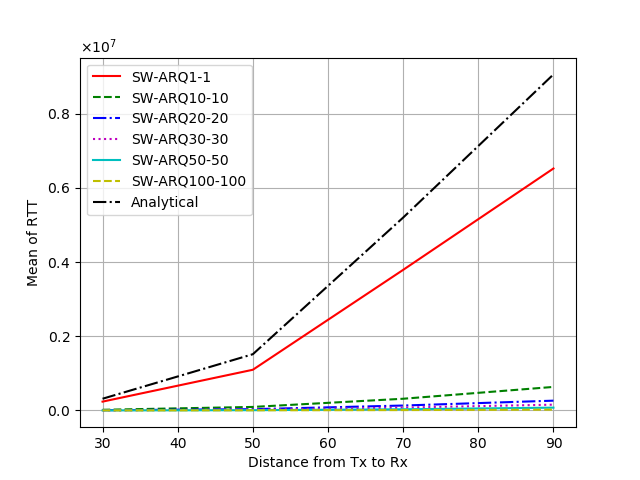 ×10⁷
SW-ARQ1-1
SW-ARQ10-10
SW-ARQ20-20
SW-ARQ30-30
SW-ARQ50-50
SW-ARQ100-100
Analytical
Mean of RTT
0.8
0.6
0.4
0.2
0.0
30 40 50 60 70 80 90
Distance from Tx to Rx